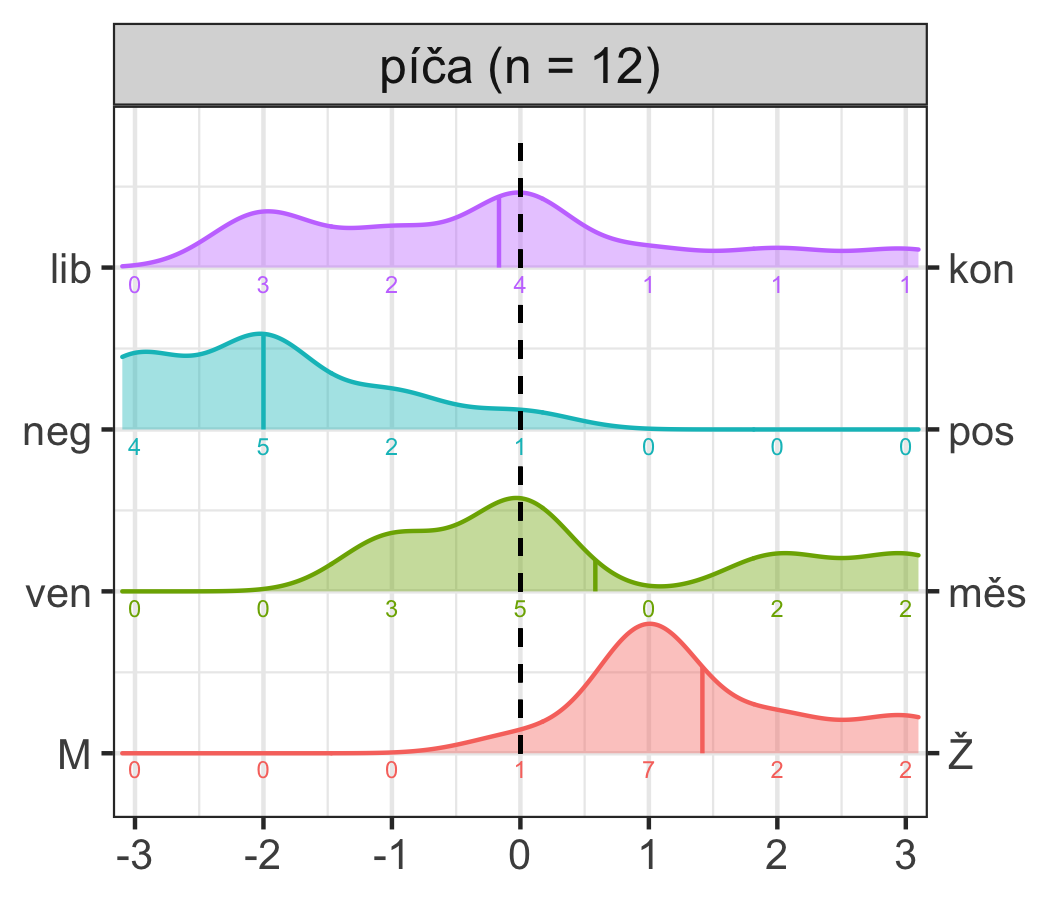 píča (n = 12)
lib 0 3 2 4 1 1 1 kon
neg 4 5 2 1 0 0 0 pos
ven 0 0 3 5 0 2 2 měs
M 0 0 0 1 7 2 2 Ž
-3 -2 -1 0 1 2 3